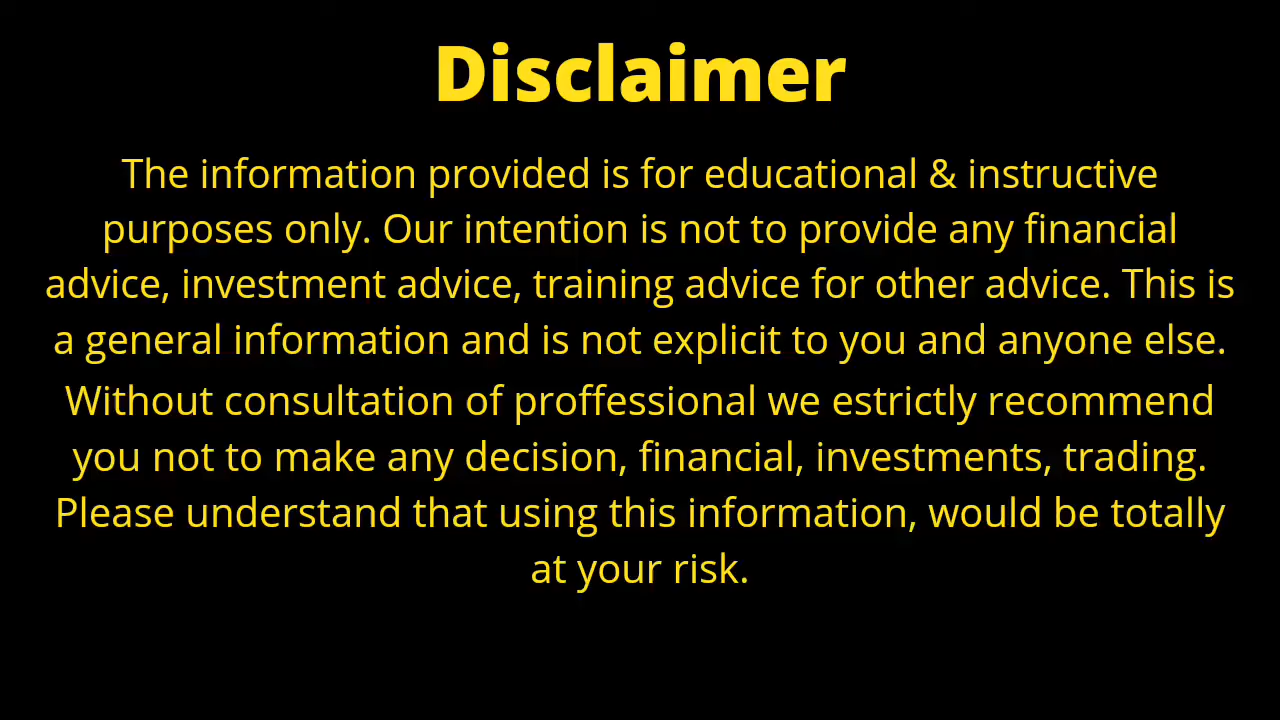 Disclaimer
The information provided is for educational & instructive
purposes only. Our intention is not to provide any financial
advice, investment advice, training advice for other advice. This is
a general information and is not explicit to you and anyone else.
Without consultation of proffessional we estrictly recommend
you not to make any decision, financial, investments, trading.
Please understand that using this information, would be totally
at your risk.